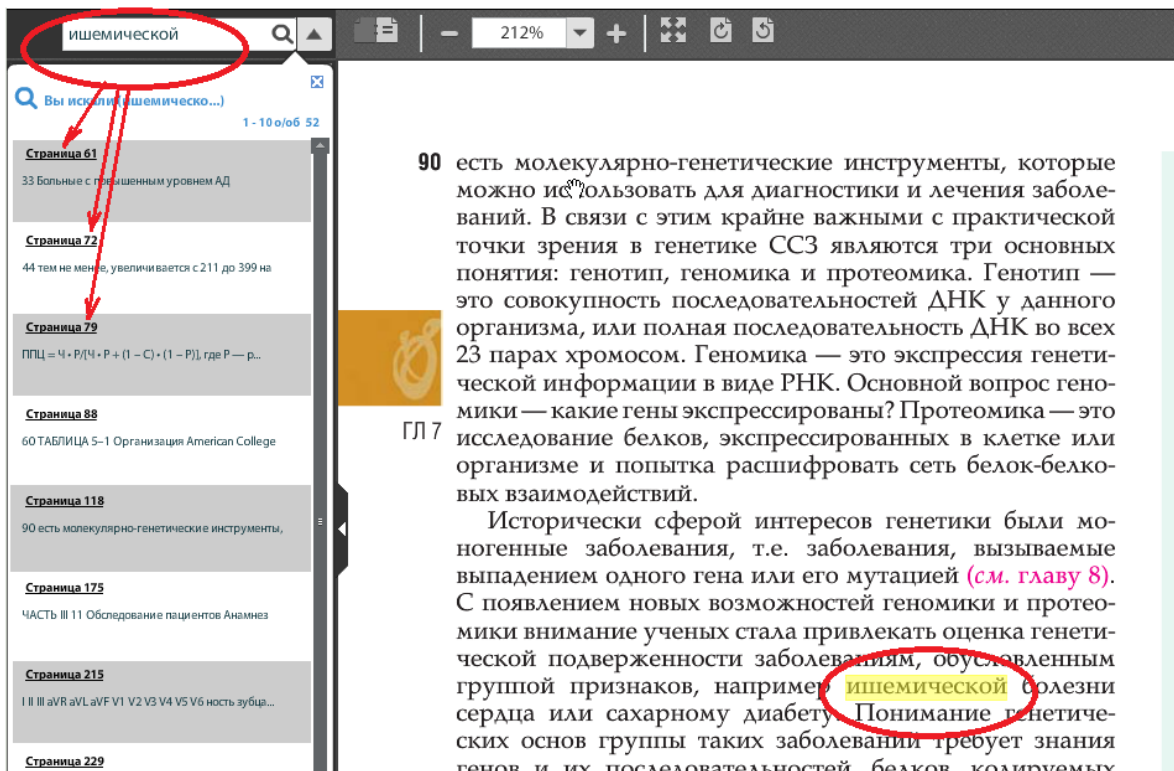 ишемической
212%
Вы искали (ишемическо...)
1 - 10 о/об 52
Страница 61
33 Больные с повышенным уровнем АД
Страница 72
44 тем не менее, увеличивается с 211 до 399 на
Страница 79
ППЦ = Ч • Р/[Ч • Р + (1 – С) • (1 – Р)], где Р — р...
Страница 88
60 ТАБЛИЦА 5–1 Организация American College
Страница 118
90 есть молекулярно-генетические инструменты,
Страница 175
ЧАСТЬ III 11 Обследование пациентов Анамнез
Страница 215
I II III aVR aVL aVF V1 V2 V3 V4 V5 V6 ность зубца...
Страница 229
90 есть молекулярно-генетические инструменты, которые
можно использовать для диагностики и лечения заболе-
ваний. В связи с этим крайне важными с практической
точки зрения в генетике ССЗ являются три основных
понятия: генотип, геномика и протеомика. Генотип —
это совокупность последовательностей ДНК у данного
организма, или полная последовательность ДНК во всех
23 парах хромосом. Геномика — это экспрессия генети-
ческой информации в виде РНК. Основной вопрос гено-
мики — какие гены экспрессированы? Протеомика — это
ГЛ 7
исследование белков, экспрессированных в клетке или
организме и попытка расшифровать сеть белок-белко-
вых взаимодействий.
Исторически сферой интересов генетики были мо-
ногенные заболевания, т.е. заболевания, вызываемые
выпадением одного гена или его мутацией (см. главу 8).
С появлением новых возможностей геномики и протео-
мики внимание ученых стала привлекать оценка генети-
ческой подверженности заболеваниям, обусловленным
группой признаков, например ишемической болезни
сердца или сахарному диабету. Понимание генетиче-
ских основ группы таких заболеваний требует знания
генов и их последовательностей, белков, кодируемых